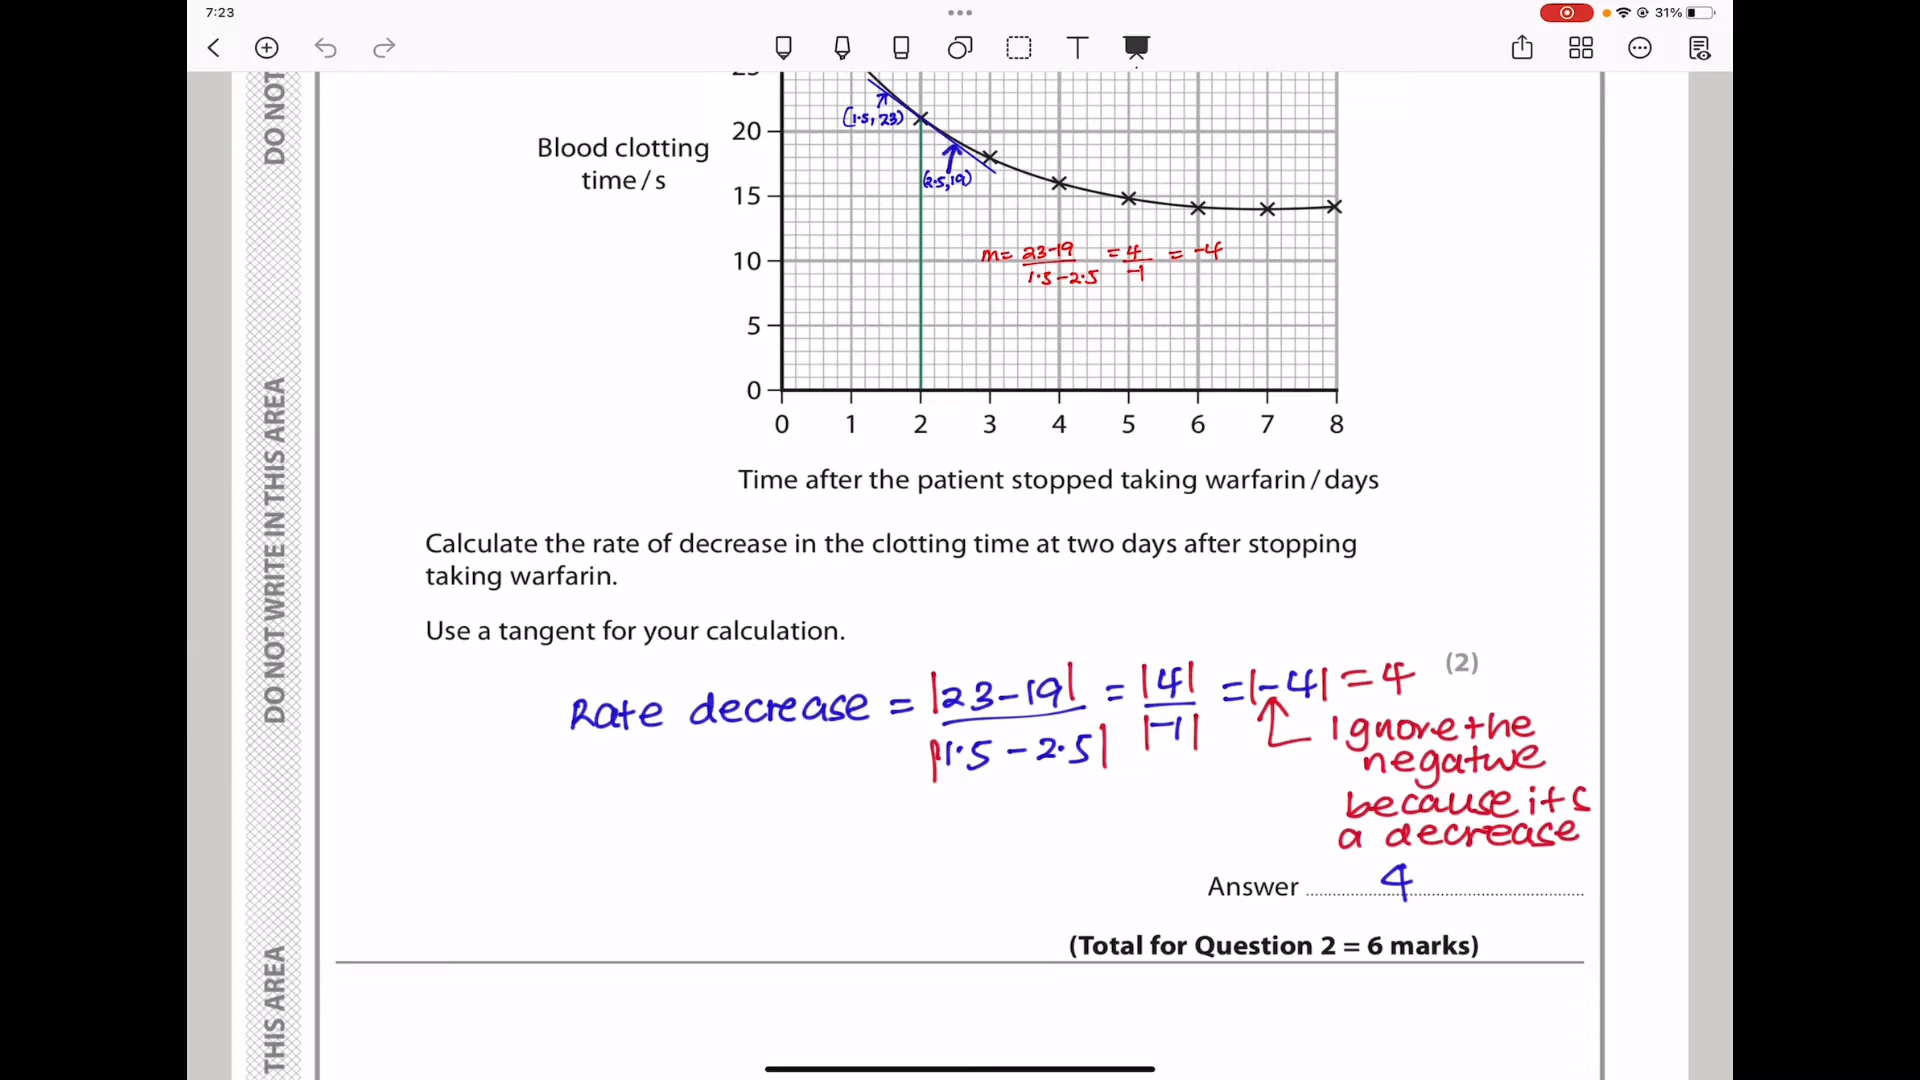 7:23
31%
DO NOT
25
[1.5, 23)
20
Blood clotting
time / s
(2.5,19)
15
m= 23-19 = 4 = -4
1.5-2.5 -1
10
5
0
0 1 2 3 4 5 6 7 8
Time after the patient stopped taking warfarin / days
DO NOT WRITE IN THIS AREA
Calculate the rate of decrease in the clotting time at two days after stopping
taking warfarin.
Use a tangent for your calculation.
(2)
Rate decrease = |23-19| = |4| = |-4| = 4
|1.5 - 2.5| |-1|
Ignore the
negative
because its
a decrease
Answer 4
(Total for Question 2 = 6 marks)
THIS AREA